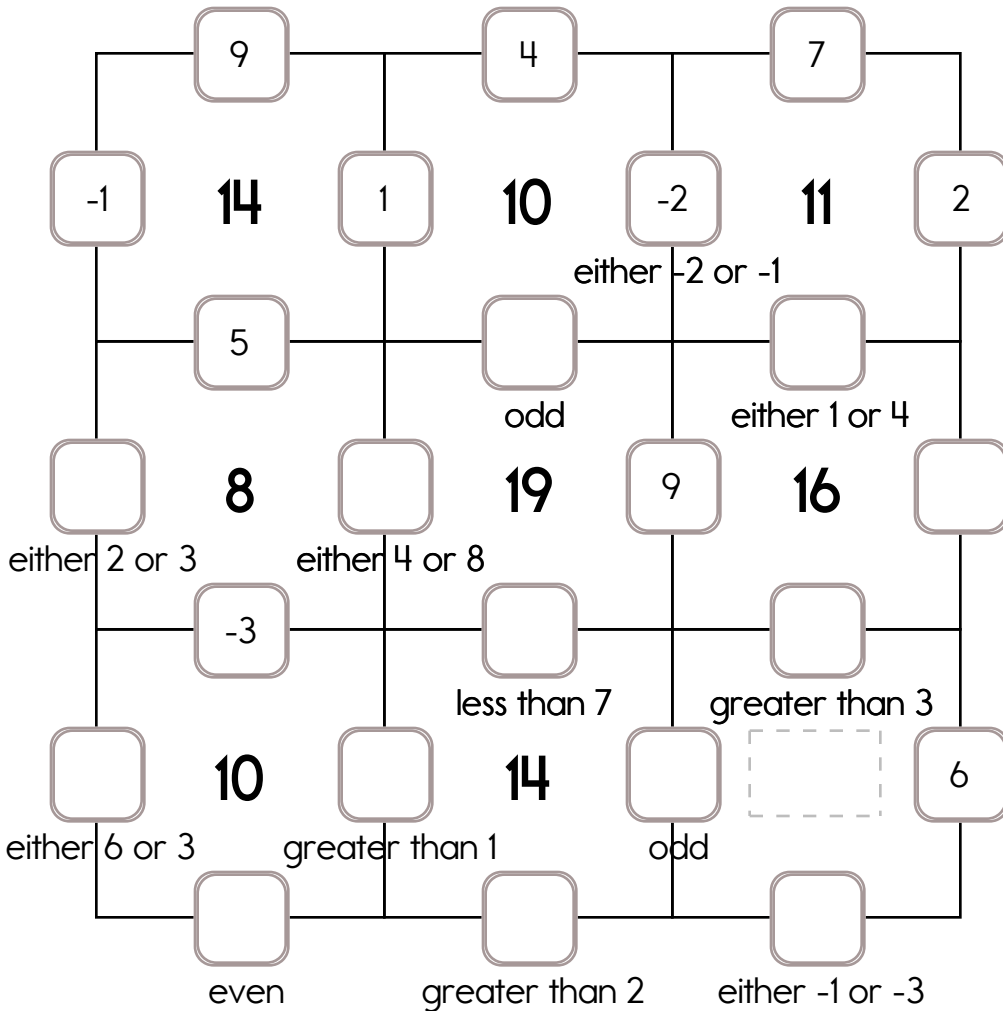 9 4 7
-1 14 1 10 -2 11 2
either -2 or -1
5
odd either 1 or 4
8 19 9 16
either 2 or 3 either 4 or 8
-3
less than 7 greater than 3
10 14 6
either 6 or 3 greater than 1 odd
even greater than 2 either -1 or -3